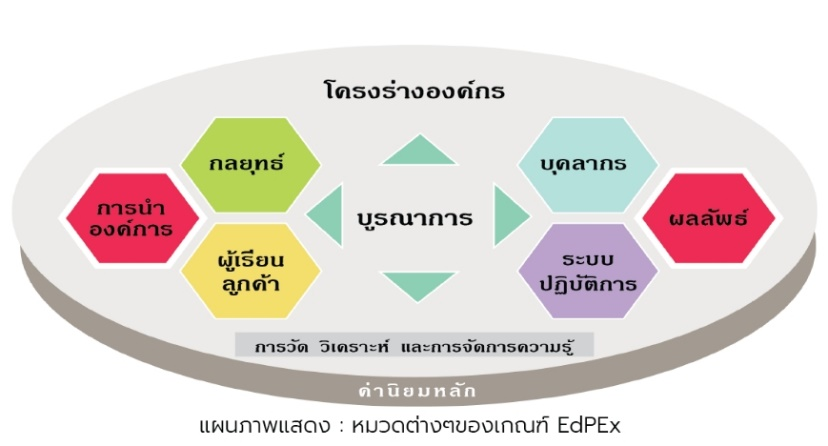 โครงร่างองค์กร
กลยุทธ์
บุคลากร
การนำ
องค์การ
บูรณาการ
ผลลัพธ์
ผู้เรียน
ลูกค้า
ระบบ
ปฏิบัติการ
การวัด วิเคราะห์ และการจัดการความรู้
ค่านิยมหลัก
แผนภาพแสดง : หมวดต่างๆของเกณฑ์ EdPEx